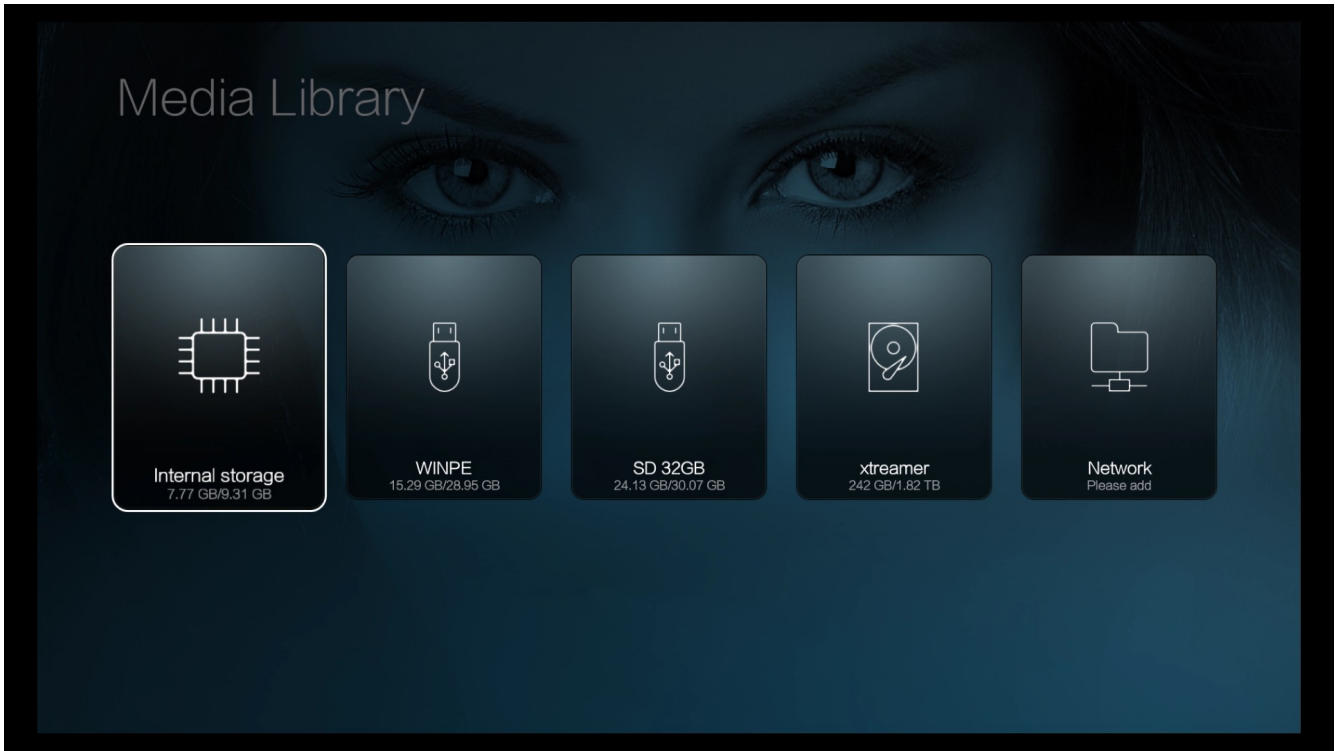 Media Library
Internal storage
7.77 GB/9.31 GB
WINPE
15.29 GB/28.95 GB
SD 32GB
24.13 GB/30.07 GB
xtreamer
242 GB/1.82 TB
Network
Please add